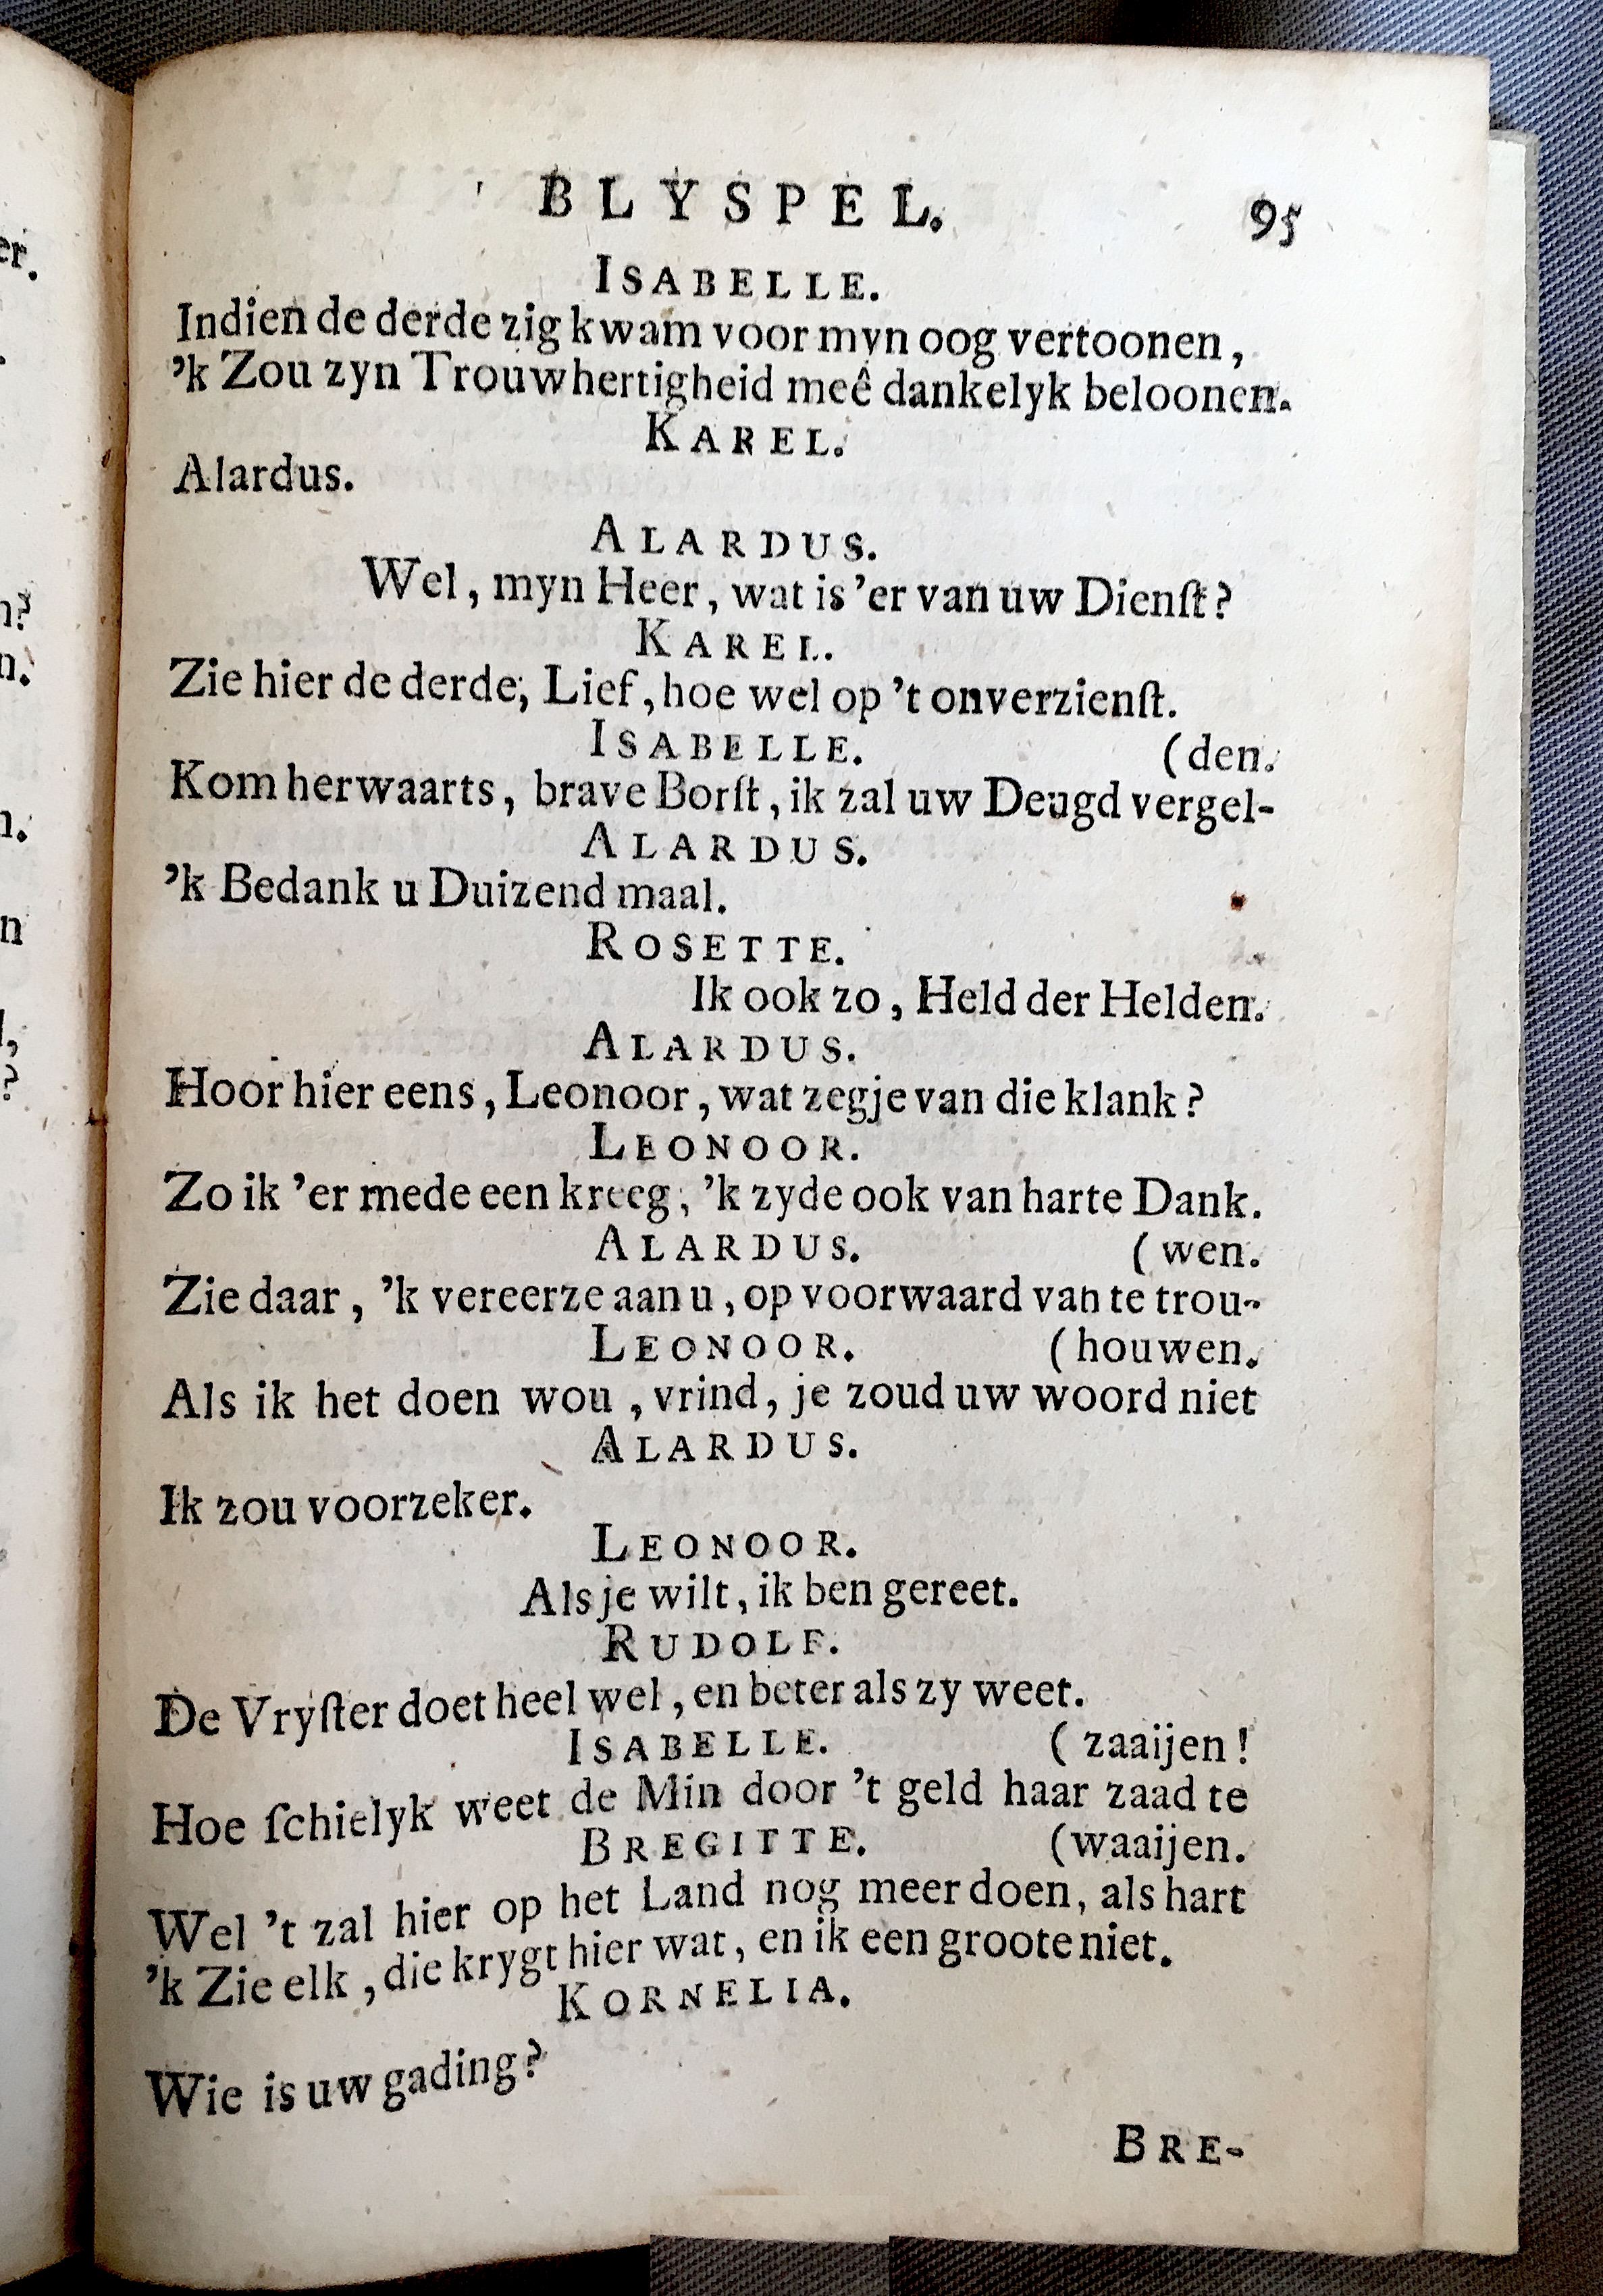 BLYSPEL. 95
ISABELLE.
Indien de derde zig kwam voor myn oog vertoonen,
’k Zou zyn Trouwhertigheid meê dankelyk beloonen.
KAREL.
Alardus.
ALARDUS.
Wel, myn Heer, wat is ’er van uw Dienſt?
KAREL.
Zie hier de derde, Lief, hoe wel op ’t onverzienſt.
ISABELLE. (den.
Kom herwaarts, brave Borſt, ik zal uw Deugd vergel-
ALARDUS.
’k Bedank u Duizend maal.
ROSETTE.
Ik ook zo, Held der Helden.
ALARDUS.
Hoor hier eens, Leonoor, wat zegje van die klank?
LEONOOR.
Zo ik ’er mede een kreeg, ’k zyde ook van harte Dank.
ALARDUS. (wen.
Zie daar, ’k vereerze aan u, op voorwaard van te trou-
LEONOOR. (houwen.
Als ik het doen wou, vrind, je zoud uw woord niet
ALARDUS.
Ik zou voorzeker.
LEONOOR.
Als je wilt, ik ben gereet.
RUDOLF.
De Vryſter doet heel wel, en beter als zy weet.
ISABELLE. (zaaijen!
Hoe ſchielyk weet de Min door ’t geld haar zaad te
BREGITTE. (waaijen.
Wel ’t zal hier op het Land nog meer doen, als hart
’k Zie elk, die krygt hier wat, en ik een groote niet.
KORNELIA.
Wie is uw gading?
BRE-